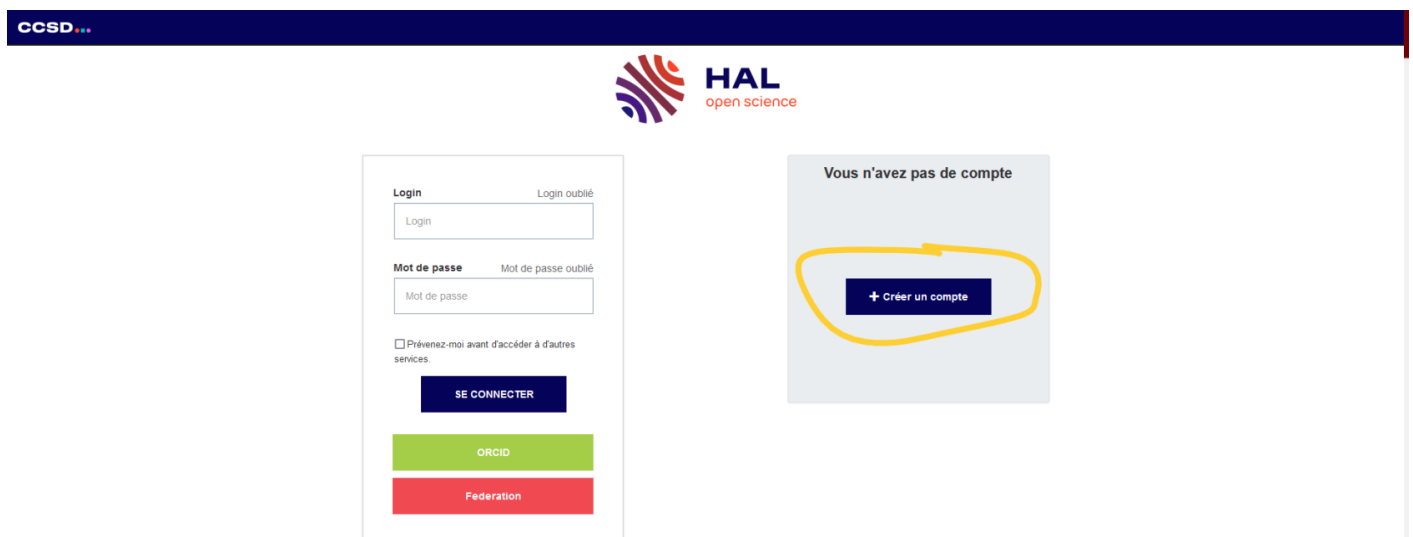 CCSD
HAL
open science
Login
Login oublié
Login
Mot de passe
Mot de passe oublié
Mot de passe
Prévenez-moi avant d'accéder à d'autres
services.
SE CONNECTER
ORCID
Federation
Vous n'avez pas de compte
+ Créer un compte